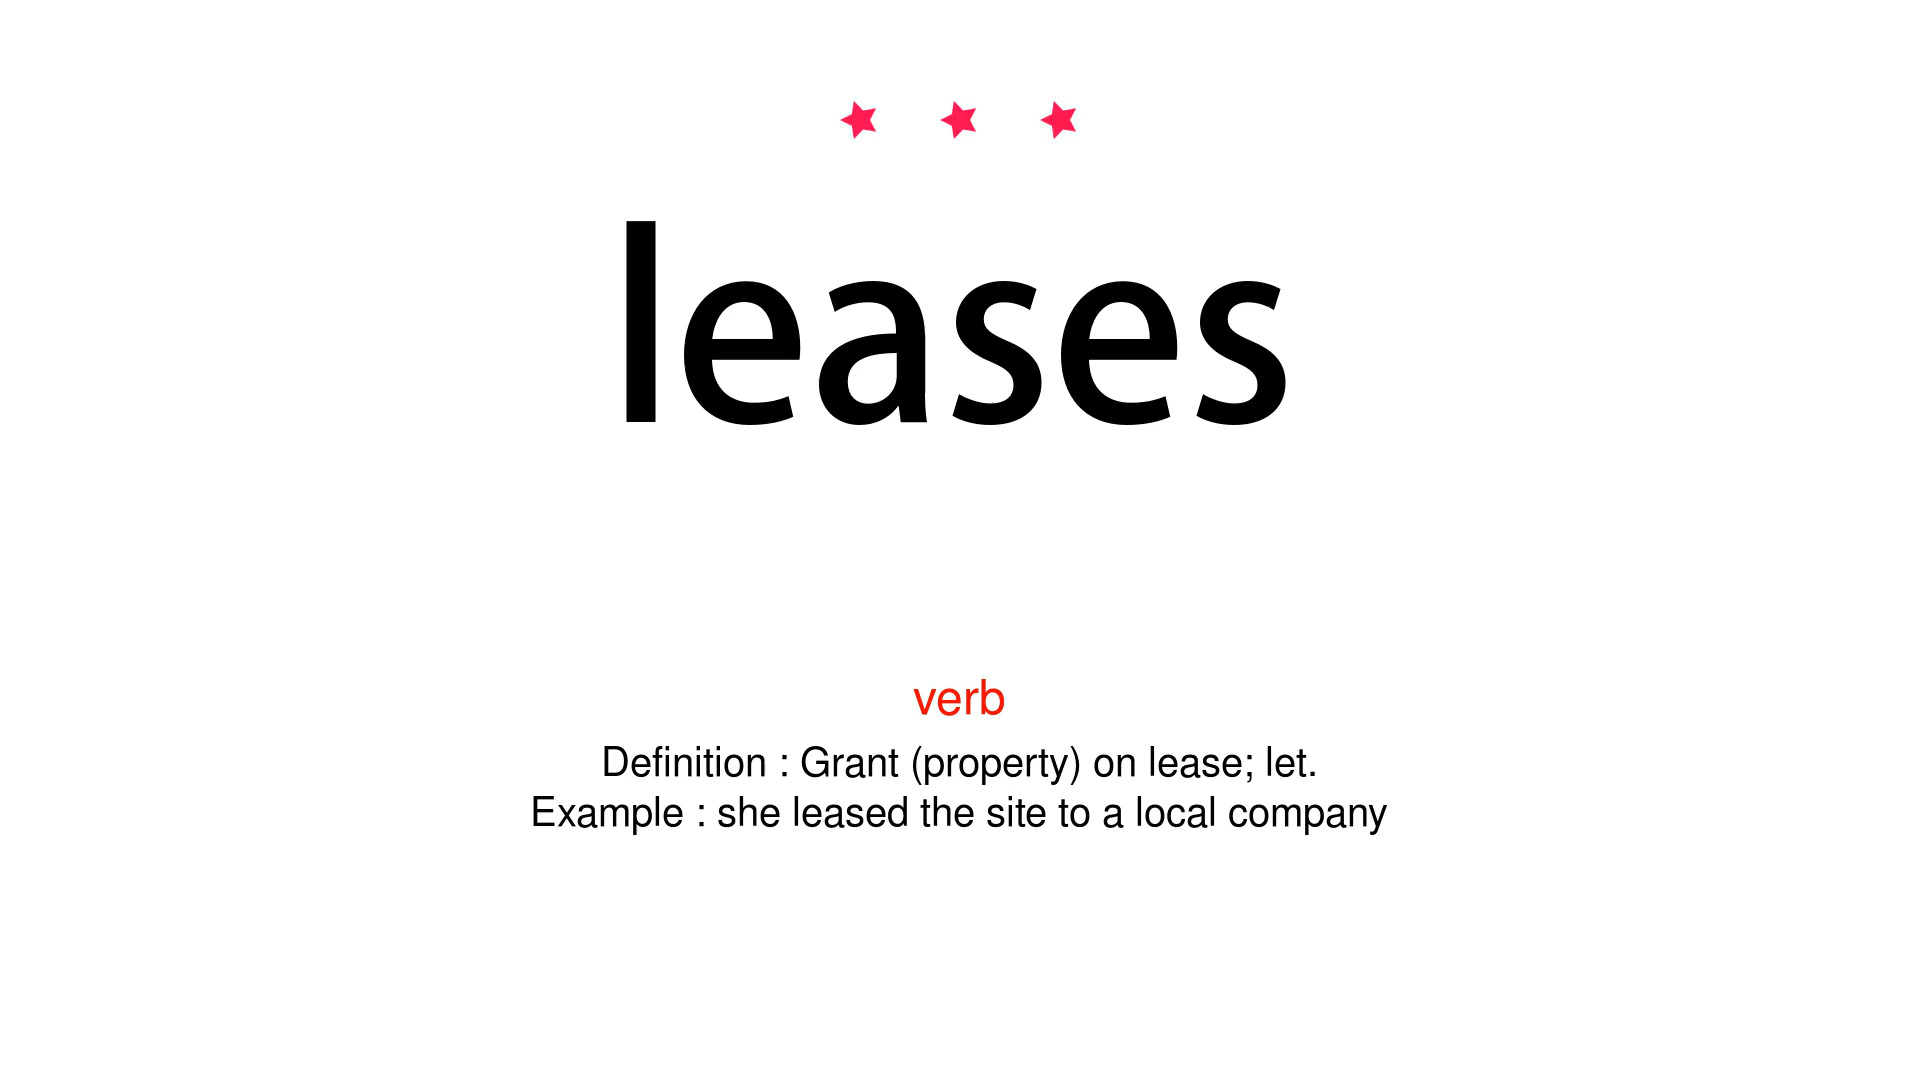 leases
verb
Definition : Grant (property) on lease; let.
Example : she leased the site to a local company